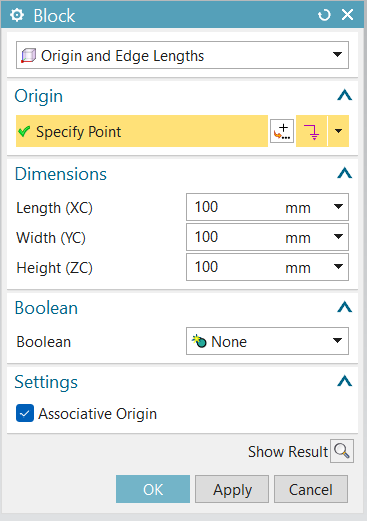 Block
Origin and Edge Lengths
Origin
Specify Point
Dimensions
Length (XC) 100 mm
Width (YC) 100 mm
Height (ZC) 100 mm
Boolean
Boolean None
Settings
Associative Origin
Show Result
OK Apply Cancel